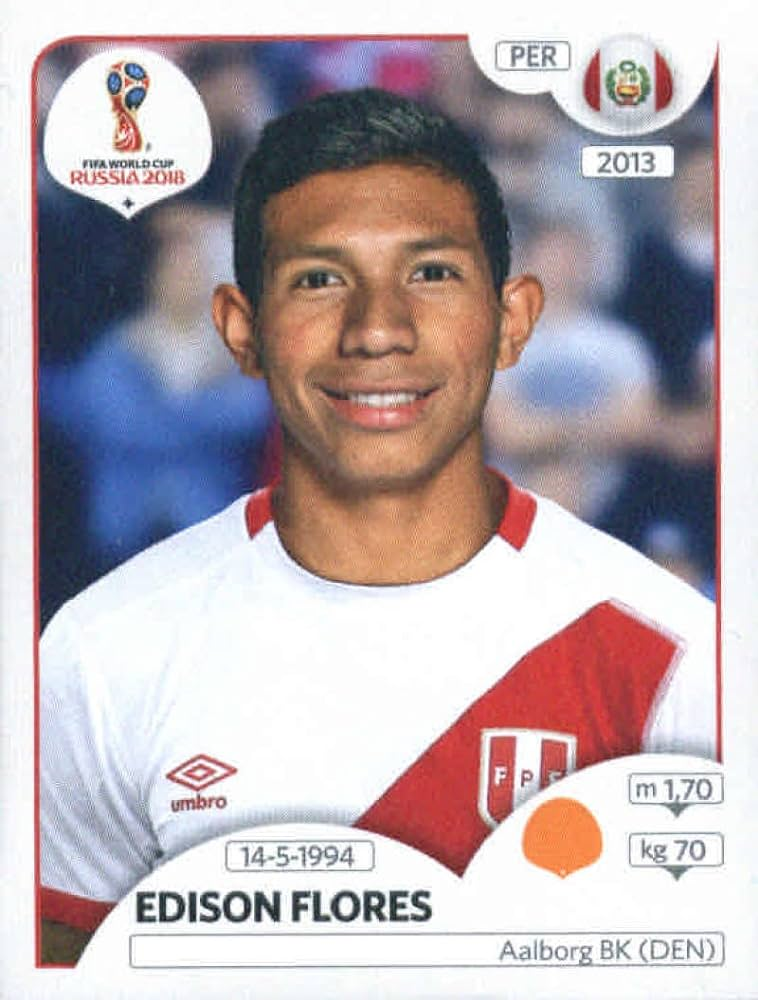 PER
FIFA WORLD CUP
RUSSIA 2018
2013
umbro
FPF
m 1,70
kg 70
14-5-1994
EDISON FLORES
Aalborg BK (DEN)